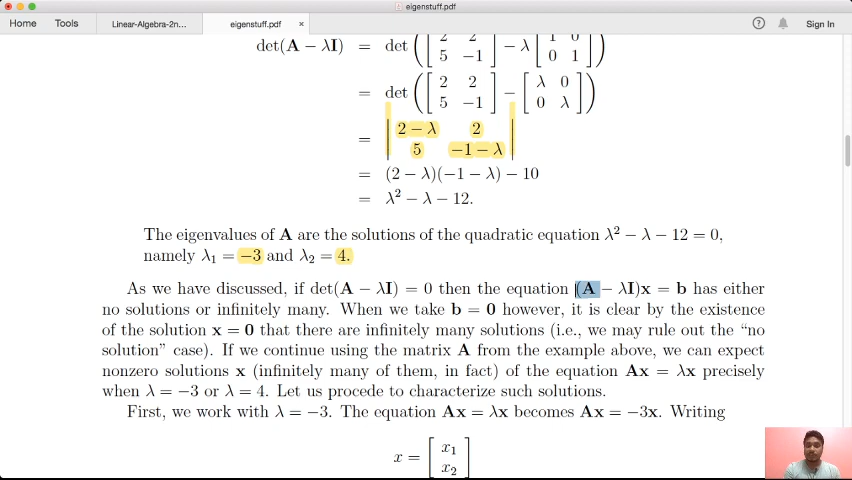 eigenstuff.pdf
Home Tools Linear-Algebra-2n... eigenstuff.pdf × Sign In
det(A − λI) = det ([2 2; 5 −1] − λ [1 0; 0 1])
= det ([2 2; 5 −1] − [λ 0; 0 λ])
= |2 − λ 2; 5 −1 − λ|
= (2 − λ)(−1 − λ) − 10
= λ² − λ − 12.
The eigenvalues of A are the solutions of the quadratic equation λ² − λ − 12 = 0,
namely λ₁ = −3 and λ₂ = 4.
As we have discussed, if det(A − λI) = 0 then the equation (A − λI)x = b has either
no solutions or infinitely many. When we take b = 0 however, it is clear by the existence
of the solution x = 0 that there are infinitely many solutions (i.e., we may rule out the “no
solution” case). If we continue using the matrix A from the example above, we can expect
nonzero solutions x (infinitely many of them, in fact) of the equation Ax = λx precisely
when λ = −3 or λ = 4. Let us procede to characterize such solutions.
First, we work with λ = −3. The equation Ax = λx becomes Ax = −3x. Writing
x = [x₁; x₂]